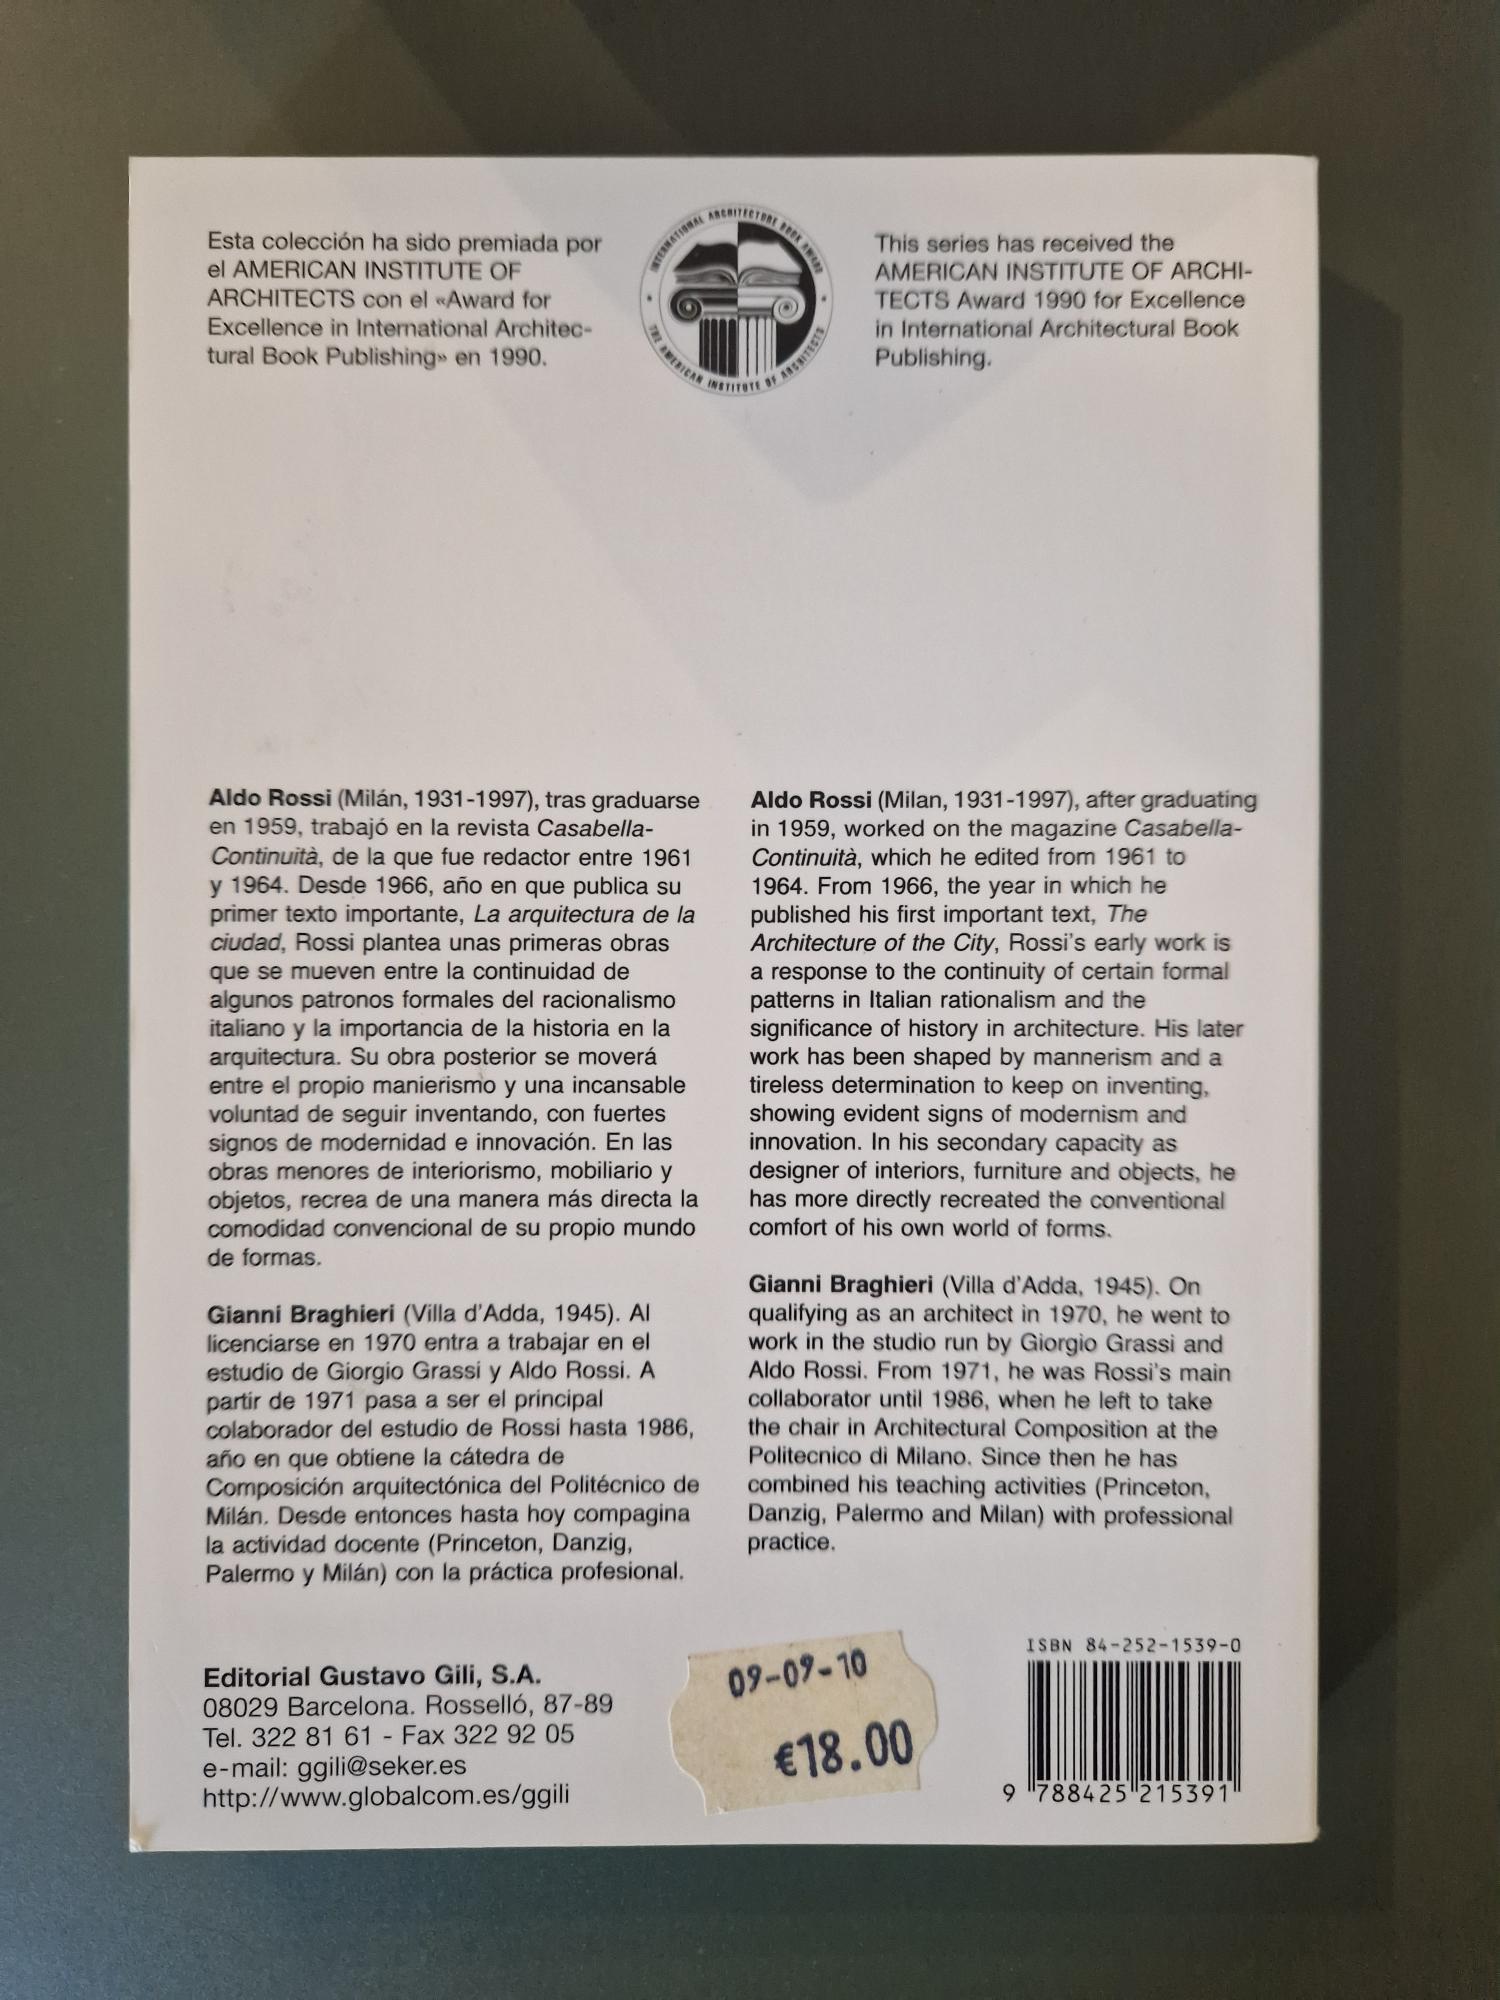 Esta colección ha sido premiada por
el AMERICAN INSTITUTE OF
ARCHITECTS con el «Award for
Excellence in International Architec-
tural Book Publishing» en 1990.
INTERNATIONAL ARCHITECTURE BOOK AWARD
THE AMERICAN INSTITUTE OF ARCHITECTS
This series has received the
AMERICAN INSTITUTE OF ARCHI-
TECTS Award 1990 for Excellence
in International Architectural Book
Publishing.
Aldo Rossi (Milán, 1931-1997), tras graduarse
en 1959, trabajó en la revista Casabella-
Continuità, de la que fue redactor entre 1961
y 1964. Desde 1966, año en que publica su
primer texto importante, La arquitectura de la
ciudad, Rossi plantea unas primeras obras
que se mueven entre la continuidad de
algunos patronos formales del racionalismo
italiano y la importancia de la historia en la
arquitectura. Su obra posterior se moverá
entre el propio manierismo y una incansable
voluntad de seguir inventando, con fuertes
signos de modernidad e innovación. En las
obras menores de interiorismo, mobiliario y
objetos, recrea de una manera más directa la
comodidad convencional de su propio mundo
de formas.
Gianni Braghieri (Villa d'Adda, 1945). Al
licenciarse en 1970 entra a trabajar en el
estudio de Giorgio Grassi y Aldo Rossi. A
partir de 1971 pasa a ser el principal
colaborador del estudio de Rossi hasta 1986,
año en que obtiene la cátedra de
Composición arquitectónica del Politécnico de
Milán. Desde entonces hasta hoy compagina
la actividad docente (Princeton, Danzig,
Palermo y Milán) con la práctica profesional.
Aldo Rossi (Milan, 1931-1997), after graduating
in 1959, worked on the magazine Casabella-
Continuità, which he edited from 1961 to
1964. From 1966, the year in which he
published his first important text, The
Architecture of the City, Rossi's early work is
a response to the continuity of certain formal
patterns in Italian rationalism and the
significance of history in architecture. His later
work has been shaped by mannerism and a
tireless determination to keep on inventing,
showing evident signs of modernism and
innovation. In his secondary capacity as
designer of interiors, furniture and objects, he
has more directly recreated the conventional
comfort of his own world of forms.
Gianni Braghieri (Villa d'Adda, 1945). On
qualifying as an architect in 1970, he went to
work in the studio run by Giorgio Grassi and
Aldo Rossi. From 1971, he was Rossi's main
collaborator until 1986, when he left to take
the chair in Architectural Composition at the
Politecnico di Milano. Since then he has
combined his teaching activities (Princeton,
Danzig, Palermo and Milan) with professional
practice.
Editorial Gustavo Gili, S.A.
08029 Barcelona. Rosselló, 87-89
Tel. 322 81 61 - Fax 322 92 05
e-mail: ggili@seker.es
http://www.globalcom.es/ggili
09-09-10
€18.00
ISBN 84-252-1539-0
9 788425 215391